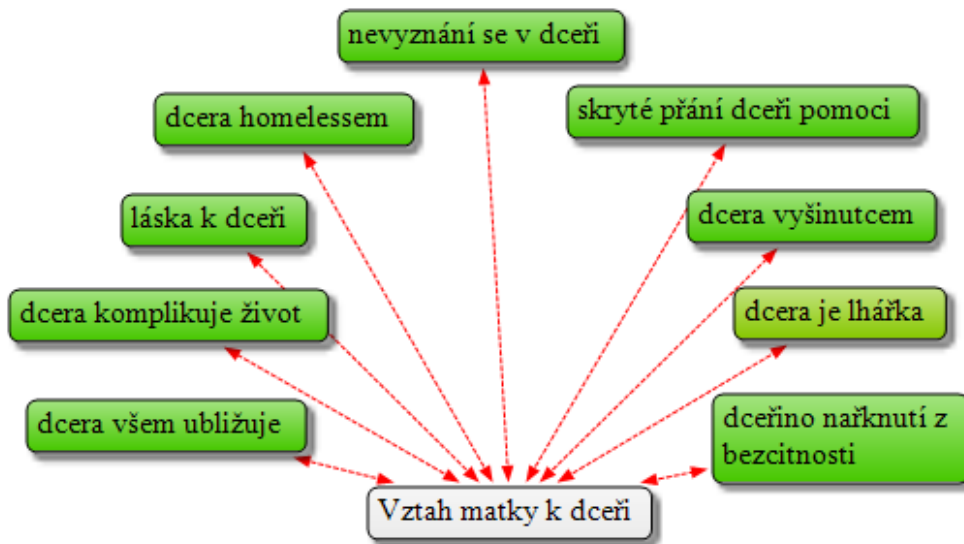 nevyznání se v dceři
dcera homelessem
skryté přání dceři pomoci
láska k dceři
dcera vyšinutcem
dcera komplikuje život
dcera je lhářka
dcera všem ubližuje
dceřino nařknutí z
bezcitnosti
Vztah matky k dceři